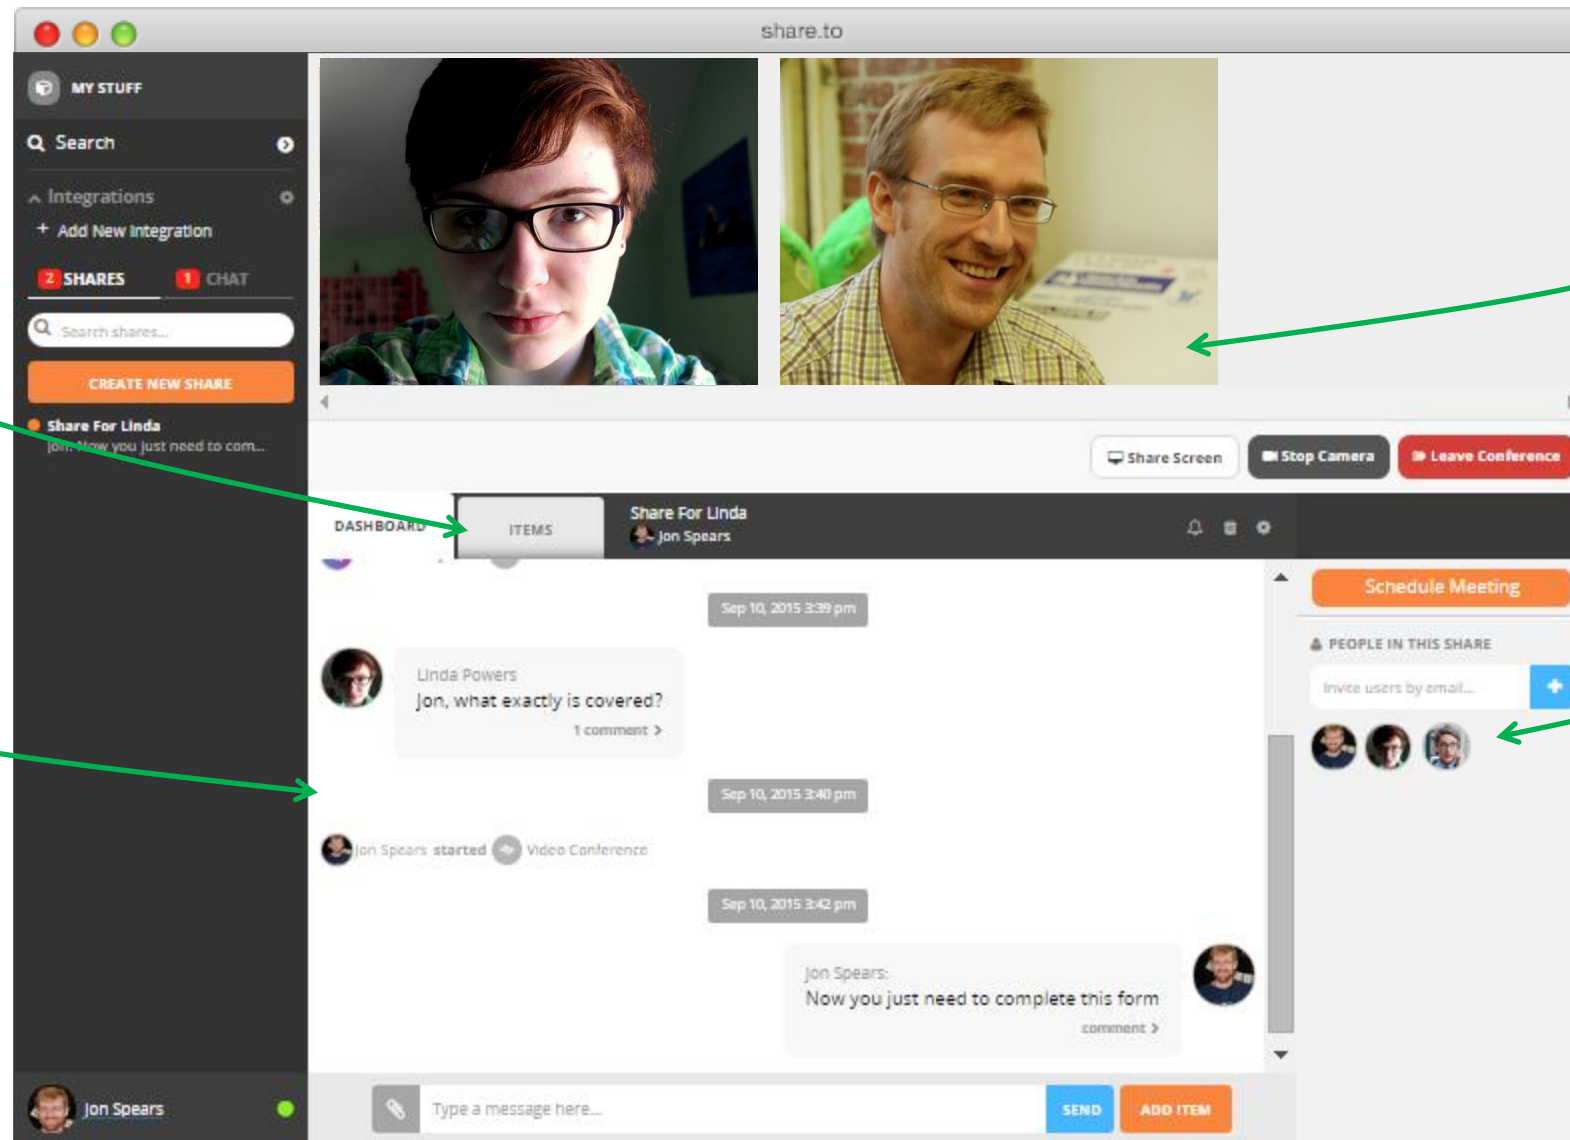 share.to
MY STUFF
Search
Integrations
+ Add New Integration
2 SHARES
1 CHAT
Search shares...
CREATE NEW SHARE
Share For Linda
Jon: Now you just need to com...
Share Screen
Stop Camera
Leave Conference
DASHBOARD
ITEMS
Share For Linda
Jon Spears
Sep 10, 2015 3:39 pm
Linda Powers
Jon, what exactly is covered?
1 comment >
Sep 10, 2015 3:40 pm
Jon Spears started Video Conference
Sep 10, 2015 3:42 pm
Jon Spears:
Now you just need to complete this form
comment >
Schedule Meeting
PEOPLE IN THIS SHARE
Invite users by email...
Jon Spears
Type a message here...
SEND
ADD ITEM